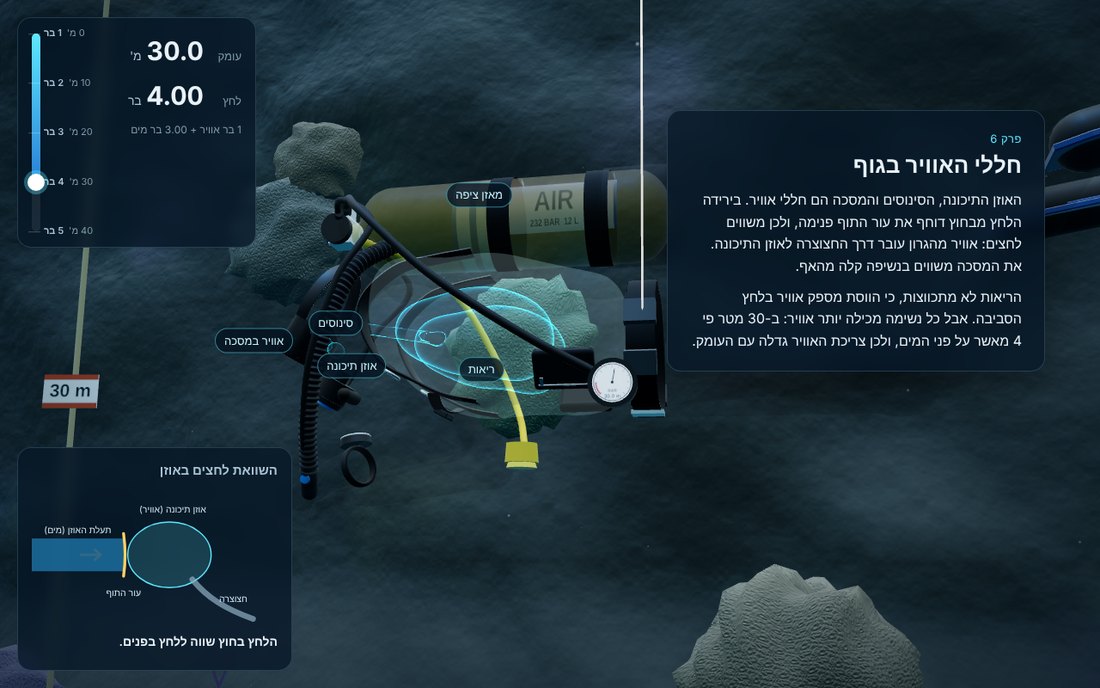 פרק 6
חללי האוויר בגוף
האוזן התיכונה, הסינוסים והמסכה הם חללי אוויר. בירידה
הלחץ מבחוץ דוחף את עור התוף פנימה, ולכן משווים
לחצים: אוויר מהגרון עובר דרך החצוצרה לאוזן התיכונה.
את המסכה משווים בנשיפה קלה מהאף.
הריאות לא מתכווצות, כי הווסת מספק אוויר בלחץ
הסביבה. אבל כל נשימה מכילה יותר אוויר: ב-30 מטר פי
4 מאשר על פני המים, ולכן צריכת האוויר גדלה עם העומק.
עומק 30.0 מ'
לחץ 4.00 בר
1 בר אוויר + 3.00 בר מים
0 מ' 1 בר
10 מ' 2 בר
20 מ' 3 בר
30 מ' 4 בר
40 מ' 5 בר
מאזן ציפה
AIR
232 BAR 12 L
סינוסים
אוויר במסכה
אוזן תיכונה
ריאות
30 m
השוואת לחצים באוזן
אוזן תיכונה (אוויר)
תעלת האוזן (מים)
עור התוף
חצוצרה
הלחץ בחוץ שווה ללחץ בפנים.